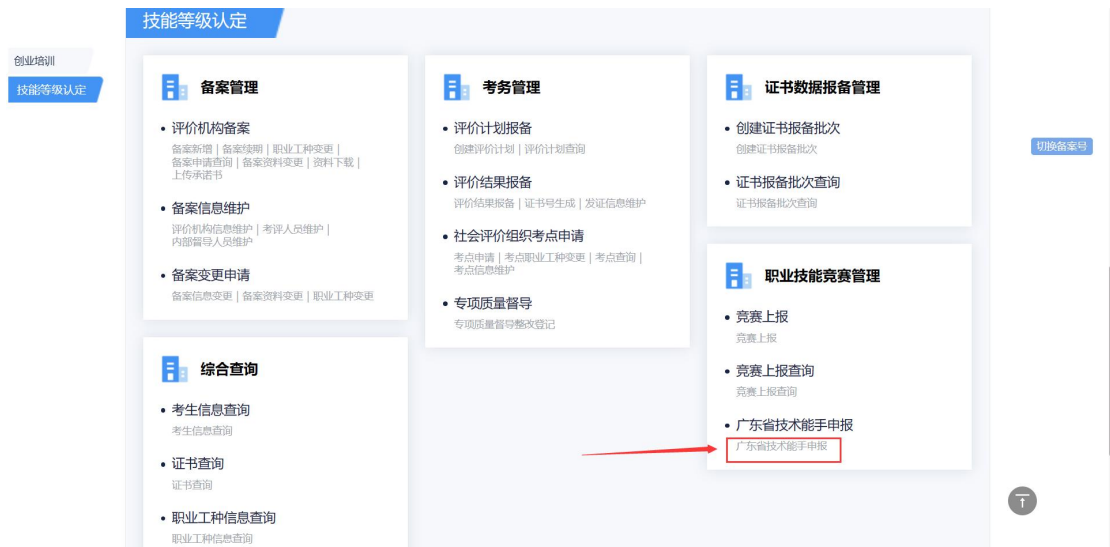 技能等级认定
创业培训
技能等级认定
备案管理
评价机构备案
备案新增 | 备案续期 | 职业工种变更 |
备案申请查询 | 备案资料变更 | 资料下载 |
上传承诺书
备案信息维护
评价机构信息维护 | 考评人员维护 |
内部督导人员维护
备案变更申请
备案信息变更 | 备案资料变更 | 职业工种变更
综合查询
考生信息查询
考生信息查询
证书查询
证书查询
职业工种信息查询
职业工种信息查询
考务管理
评价计划报备
创建评价计划 | 评价计划查询
评价结果报备
评价结果报备 | 证书号生成 | 发证信息维护
社会评价组织考点申请
考点申请 | 考点职业工种变更 | 考点查询 |
考点信息维护
专项质量督导
专项质量督导整改登记
证书数据报备管理
创建证书报备批次
创建证书报备批次
证书报备批次查询
证书报备批次查询
职业技能竞赛管理
竞赛上报
竞赛上报
竞赛上报查询
竞赛上报查询
广东省技术能手申报
广东省技术能手申报
切换备案号